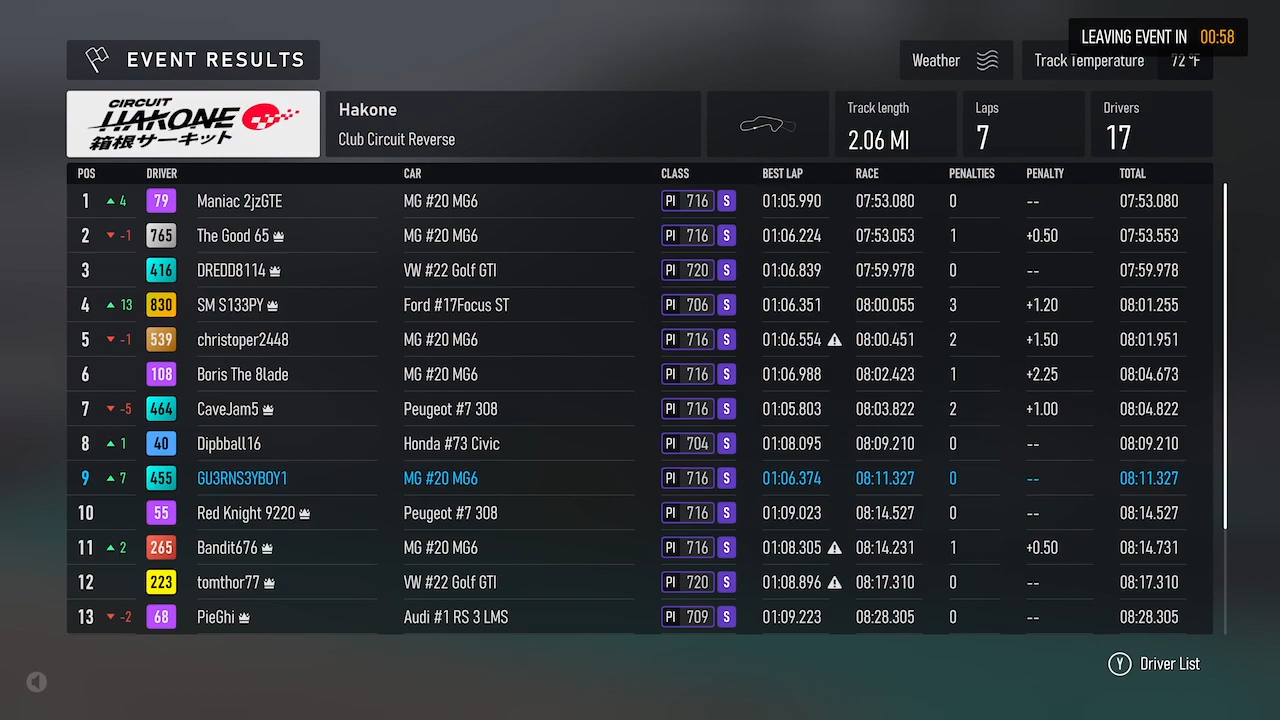 LEAVING EVENT IN 00:58
EVENT RESULTS
Weather
Track Temperature 72 °F
CIRCUIT
HAKONE
箱根サーキット
Hakone
Club Circuit Reverse
Track length
2.06 MI
Laps
7
Drivers
17
POS DRIVER CAR CLASS BEST LAP RACE PENALTIES PENALTY TOTAL
1 4 79 Maniac 2jzGTE MG #20 MG6 PI 716 S 01:05.990 07:53.080 0 -- 07:53.080
2 -1 765 The Good 65 MG #20 MG6 PI 716 S 01:06.224 07:53.053 1 +0.50 07:53.553
3 416 DREDD8114 VW #22 Golf GTI PI 720 S 01:06.839 07:59.978 0 -- 07:59.978
4 13 830 SM S133PY Ford #17Focus ST PI 706 S 01:06.351 08:00.055 3 +1.20 08:01.255
5 -1 539 christoper2448 MG #20 MG6 PI 716 S 01:06.554 08:00.451 2 +1.50 08:01.951
6 108 Boris The 8lade MG #20 MG6 PI 716 S 01:06.988 08:02.423 1 +2.25 08:04.673
7 -5 464 CaveJam5 Peugeot #7 308 PI 716 S 01:05.803 08:03.822 2 +1.00 08:04.822
8 1 40 Dipball16 Honda #73 Civic PI 704 S 01:08.095 08:09.210 0 -- 08:09.210
9 7 455 GU3RNS3YBOY1 MG #20 MG6 PI 716 S 01:06.374 08:11.327 0 -- 08:11.327
10 55 Red Knight 9220 Peugeot #7 308 PI 716 S 01:09.023 08:14.527 0 -- 08:14.527
11 2 265 Bandit676 MG #20 MG6 PI 716 S 01:08.305 08:14.231 1 +0.50 08:14.731
12 223 tomthor77 VW #22 Golf GTI PI 720 S 01:08.896 08:17.310 0 -- 08:17.310
13 -2 68 PieGhi Audi #1 RS 3 LMS PI 709 S 01:09.223 08:28.305 0 -- 08:28.305
Y Driver List